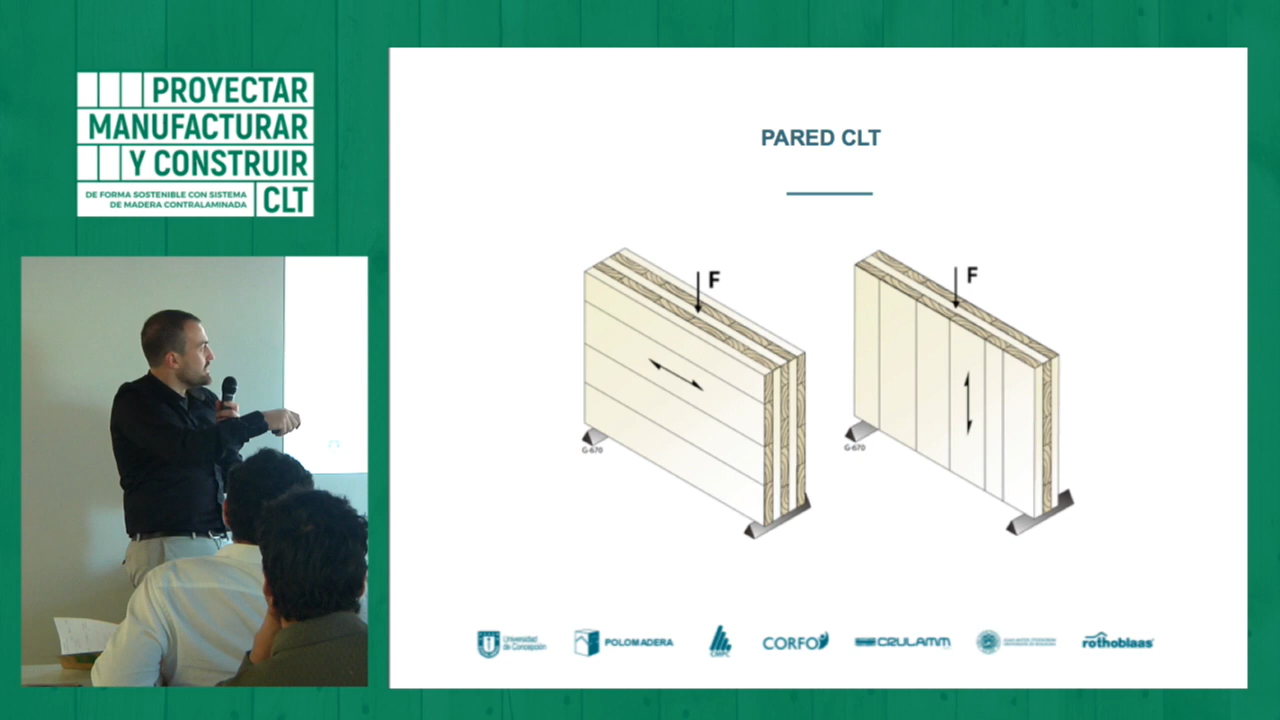 PROYECTAR
MANUFACTURAR
Y CONSTRUIR
DE FORMA SOSTENIBLE CON SISTEMA
DE MADERA CONTRALAMINADA
CLT
PARED CLT
F
F
G-670
G-670
Universidad
de Concepción
POLOMADERA
CMPC
CORFO
CRULAMM
rothoblaas